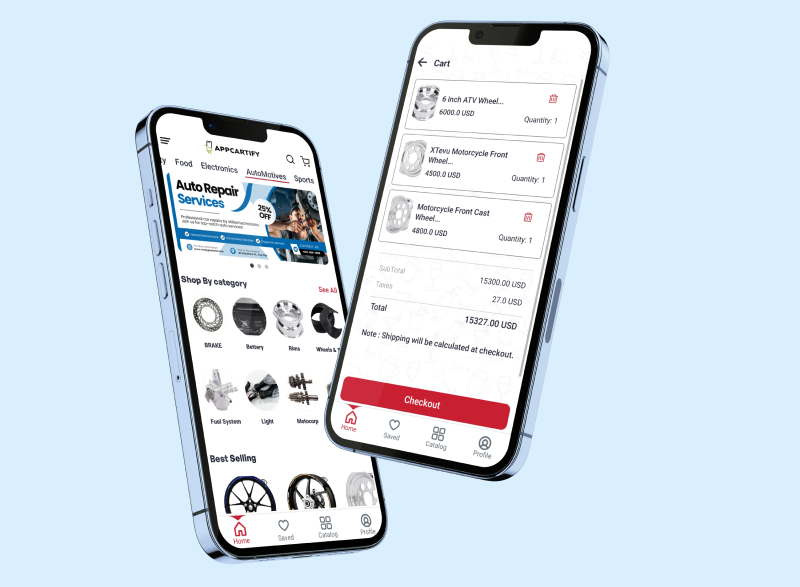 APPCARTIFY
ty Food Electronics AutoMotives Sports
Auto Repair
Services
25%
OFF
Shop By category
See All
BRAKE
Bettery
Rims
Wheels & T
Fuel System
Light
Motocorp
Best Selling
Home
Saved
Catalog
Profile
Cart
6 Inch ATV Wheel...
6000.0 USD
Quantity: 1
XTevu Motorcycle Front
Wheel...
4500.0 USD
Quantity: 1
Motorcycle Front Cast
Wheel...
4800.0 USD
Quantity: 1
SubTotal
15300.00 USD
Taxes
27.0 USD
Total
15327.00 USD
Note : Shipping will be calculated at checkout.
Checkout
Home
Saved
Catalog
Profile